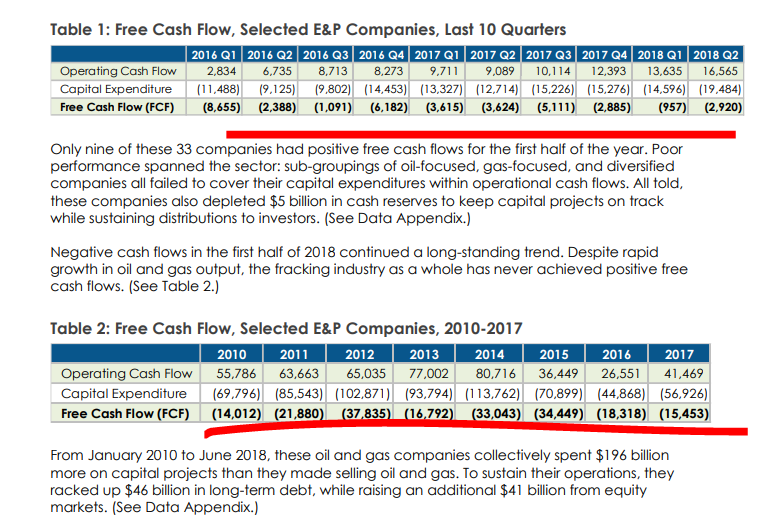 Table 1: Free Cash Flow, Selected E&P Companies, Last 10 Quarters
2016 Q1 2016 Q2 2016 Q3 2016 Q4 2017 Q1 2017 Q2 2017 Q3 2017 Q4 2018 Q1 2018 Q2
Operating Cash Flow 2,834 6,735 8,713 8,273 9,711 9,089 10,114 12,393 13,635 16,565
Capital Expenditure (11,488) (9,125) (9,802) (14,453) (13,327) (12,714) (15,226) (15,276) (14,596) (19,484)
Free Cash Flow (FCF) (8,655) (2,388) (1,091) (6,182) (3,615) (3,624) (5,111) (2,885) (957) (2,920)
Only nine of these 33 companies had positive free cash flows for the first half of the year. Poor
performance spanned the sector: sub-groupings of oil-focused, gas-focused, and diversified
companies all failed to cover their capital expenditures within operational cash flows. All told,
these companies also depleted $5 billion in cash reserves to keep capital projects on track
while sustaining distributions to investors. (See Data Appendix.)
Negative cash flows in the first half of 2018 continued a long-standing trend. Despite rapid
growth in oil and gas output, the fracking industry as a whole has never achieved positive free
cash flows. (See Table 2.)
Table 2: Free Cash Flow, Selected E&P Companies, 2010-2017
2010 2011 2012 2013 2014 2015 2016 2017
Operating Cash Flow 55,786 63,663 65,035 77,002 80,716 36,449 26,551 41,469
Capital Expenditure (69,796) (85,543) (102,871) (93,794) (113,762) (70,899) (44,868) (56,926)
Free Cash Flow (FCF) (14,012) (21,880) (37,835) (16,792) (33,043) (34,449) (18,318) (15,453)
From January 2010 to June 2018, these oil and gas companies collectively spent $196 billion
more on capital projects than they made selling oil and gas. To sustain their operations, they
racked up $46 billion in long-term debt, while raising an additional $41 billion from equity
markets. (See Data Appendix.)